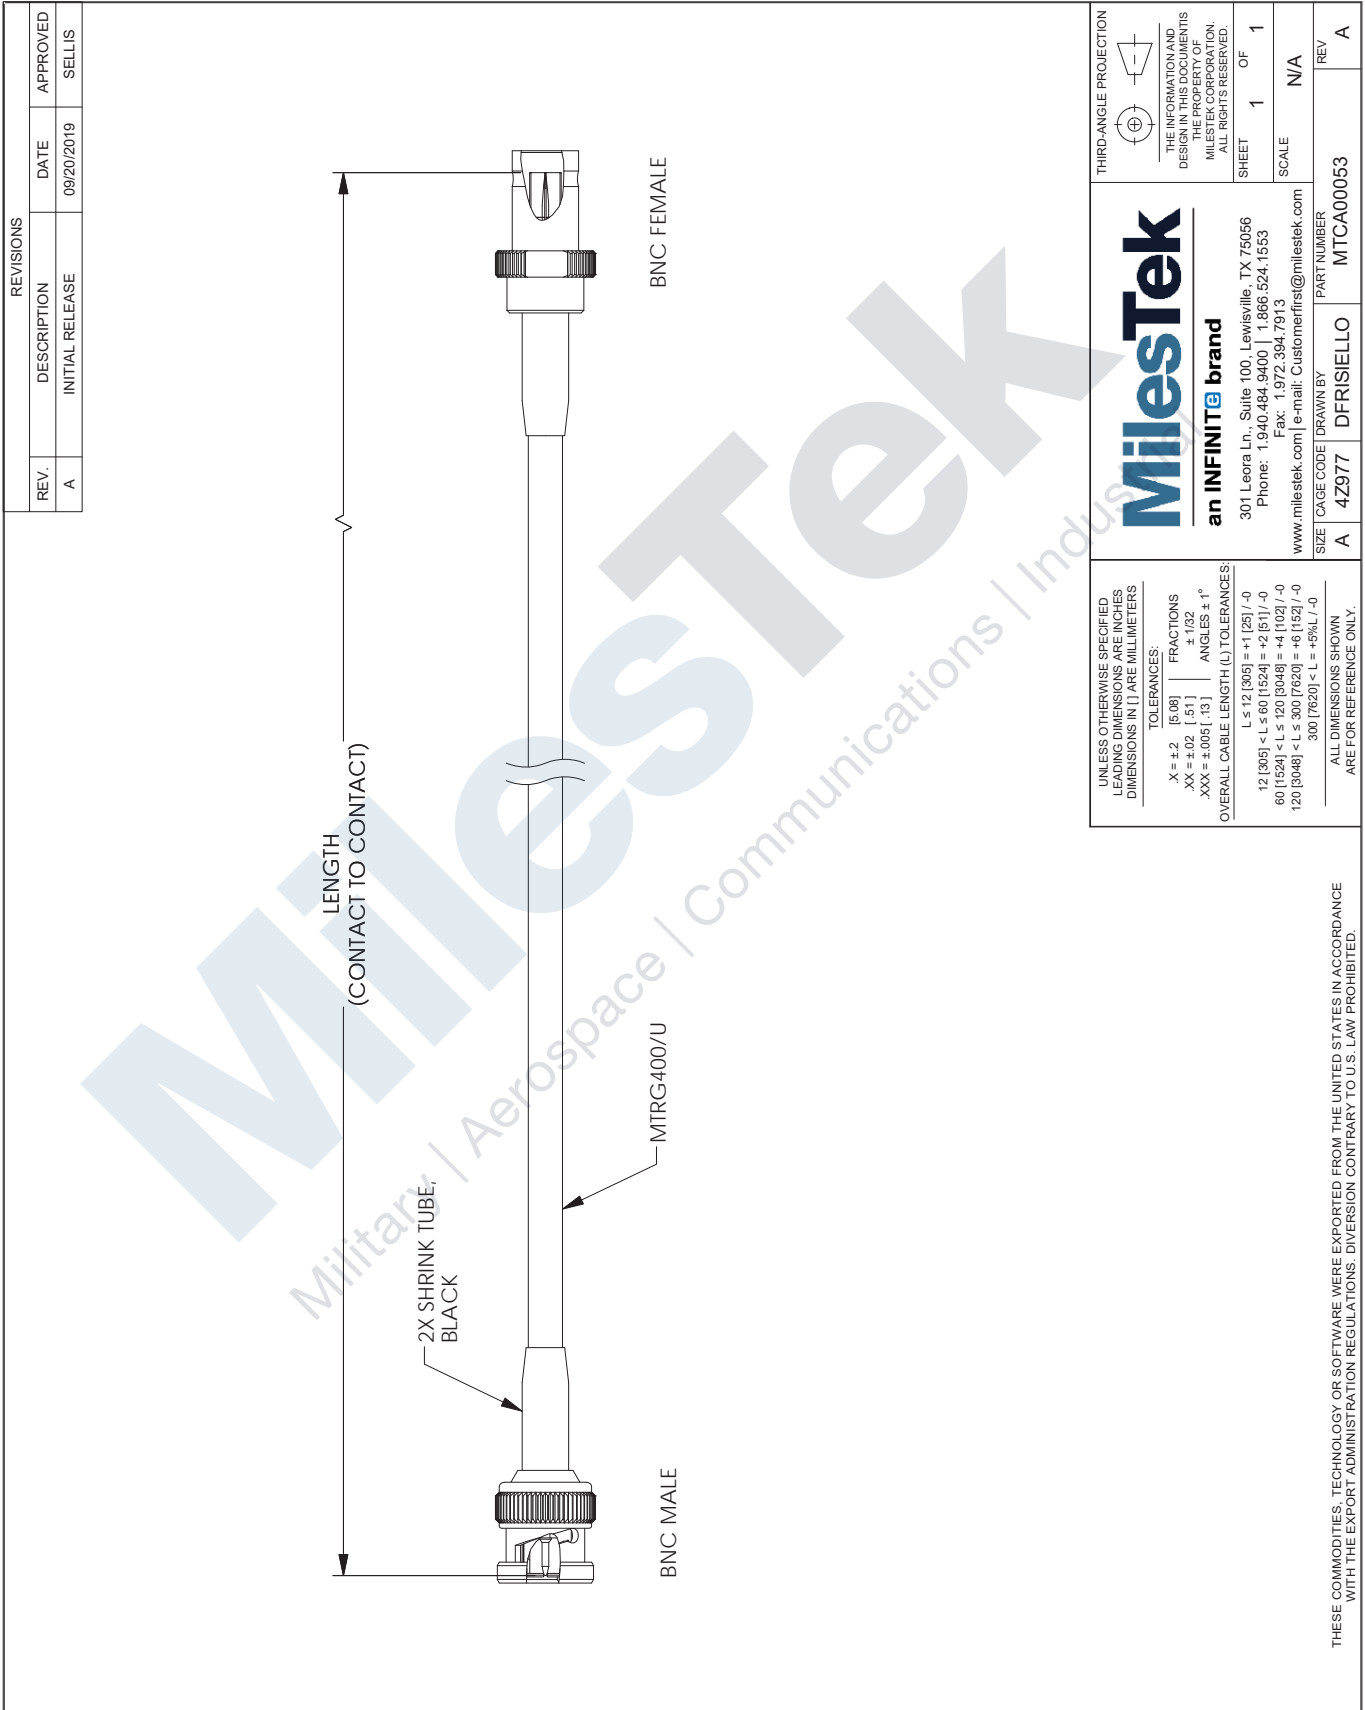 REVISIONS
REV. DESCRIPTION DATE APPROVED
A INITIAL RELEASE 09/20/2019 SELLIS
LENGTH
(CONTACT TO CONTACT)
2X SHRINK TUBE,
BLACK
MTRG400/U
BNC MALE
BNC FEMALE
MilesTek
Military | Aerospace | Communications | Industrial
THESE COMMODITIES, TECHNOLOGY OR SOFTWARE WERE EXPORTED FROM THE UNITED STATES IN ACCORDANCE
WITH THE EXPORT ADMINISTRATION REGULATIONS. DIVERSION CONTRARY TO U.S. LAW PROHIBITED.
UNLESS OTHERWISE SPECIFIED
LEADING DIMENSIONS ARE INCHES
DIMENSIONS IN [ ] ARE MILLIMETERS
TOLERANCES:
.X = ±.2 [5.08] | FRACTIONS
.XX = ±.02 [ .51 ] | ± 1/32
.XXX = ±.005 [ .13 ] | ANGLES ± 1°
OVERALL CABLE LENGTH (L) TOLERANCES:
L ≤ 12 [305] = +1 [25] / -0
12 [305] < L ≤ 60 [1524] = +2 [51] / -0
60 [1524] < L ≤ 120 [3048] = +4 [102] / -0
120 [3048] < L ≤ 300 [7620] = +6 [152] / -0
300 [7620] < L = +5%L / -0
ALL DIMENSIONS SHOWN
ARE FOR REFERENCE ONLY.
MilesTek
an INFINITe brand
301 Leora Ln., Suite 100, Lewisville, TX 75056
Phone: 1.940.484.9400 | 1.866.524.1553
Fax: 1.972.394.7913
www.milestek.com | e-mail: Customerfirst@milestek.com
THIRD-ANGLE PROJECTION
THE INFORMATION AND
DESIGN IN THIS DOCUMENTIS
THE PROPERTY OF
MILESTEK CORPORATION.
ALL RIGHTS RESERVED.
SHEET 1 OF 1
SCALE N/A
SIZE A
CAGE CODE 4Z977
DRAWN BY DFRISIELLO
PART NUMBER MTCA00053
REV A